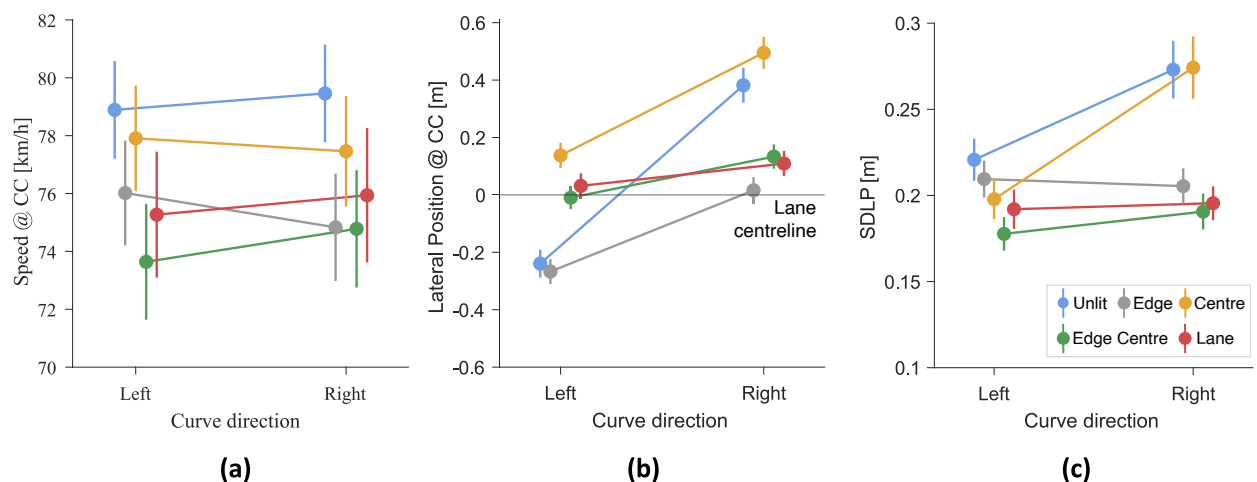 82
80
78
76
74
72
70
Speed @ CC [km/h]
Left
Right
Curve direction
(a)
0.6
0.4
0.2
0
-0.2
-0.4
-0.6
Lateral Position @ CC [m]
Lane
centreline
Left
Right
Curve direction
(b)
0.3
0.25
0.2
0.15
0.1
SDLP [m]
Unlit
Edge
Centre
Edge Centre
Lane
Left
Right
Curve direction
(c)